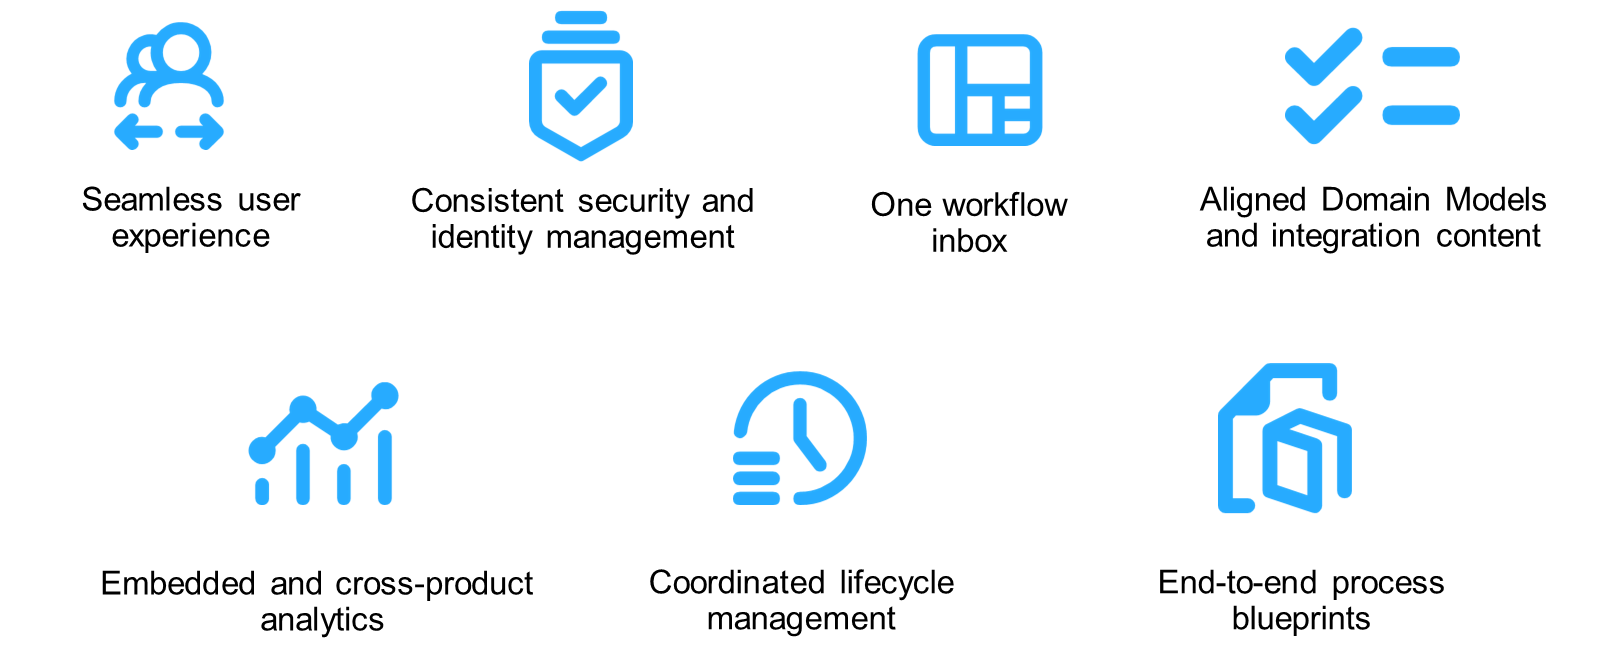 Seamless user
experience
Consistent security and
identity management
One workflow
inbox
Aligned Domain Models
and integration content
Embedded and cross-product
analytics
Coordinated lifecycle
management
End-to-end process
blueprints